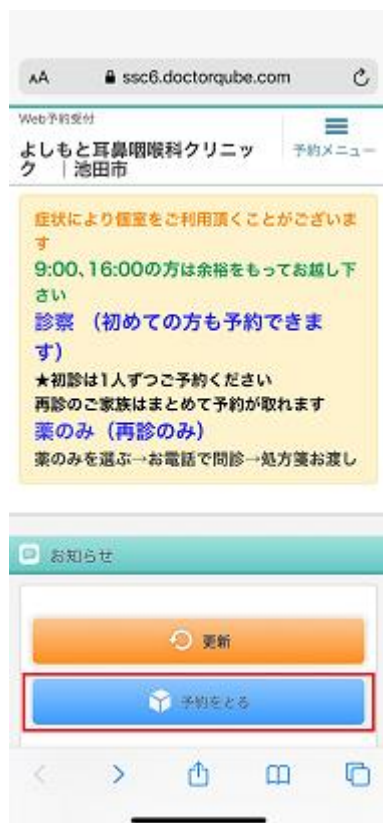 AA ssc6.doctorqube.com
Web予約受付
よしもと耳鼻咽喉科クリニッ
ク ｜池田市
予約メニュー
症状により個室をご利用頂くことがございま
す
9:00、16:00の方は余裕をもってお越し下
さい
診察 （初めての方も予約できま
す）
★初診は1人ずつご予約ください
再診のご家族はまとめて予約が取れます
薬のみ（再診のみ）
薬のみを選ぶ→お電話で問診→処方箋お渡し
お知らせ
更新
予約をとる